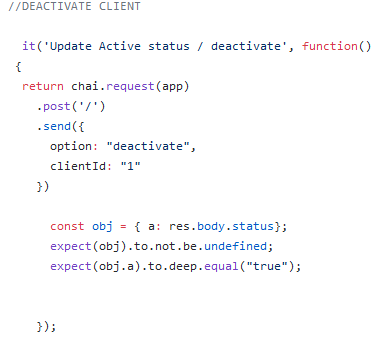 //DEACTIVATE CLIENT
it('Update Active status / deactivate', function()
{
return chai.request(app)
.post('/')
.send({
option: "deactivate",
clientId: "1"
})
const obj = { a: res.body.status};
expect(obj).to.not.be.undefined;
expect(obj.a).to.deep.equal("true");
});